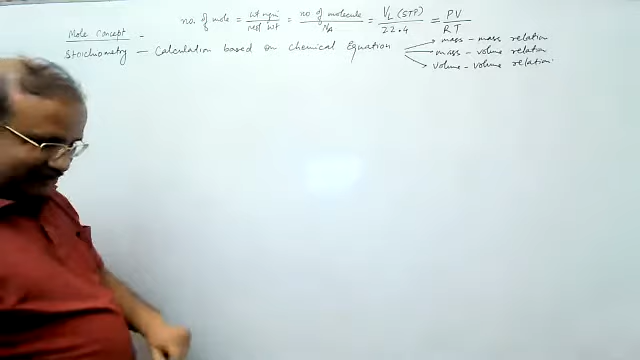 Mole Concept - no. of mole = wt in gm / mol wt = no of molecule / NA = VL (STP) / 22.4 = PV / RT
Stoichiometry — Calculation based on Chemical Equation
mass - mass relation
mass - volume relation
volume - volume relation